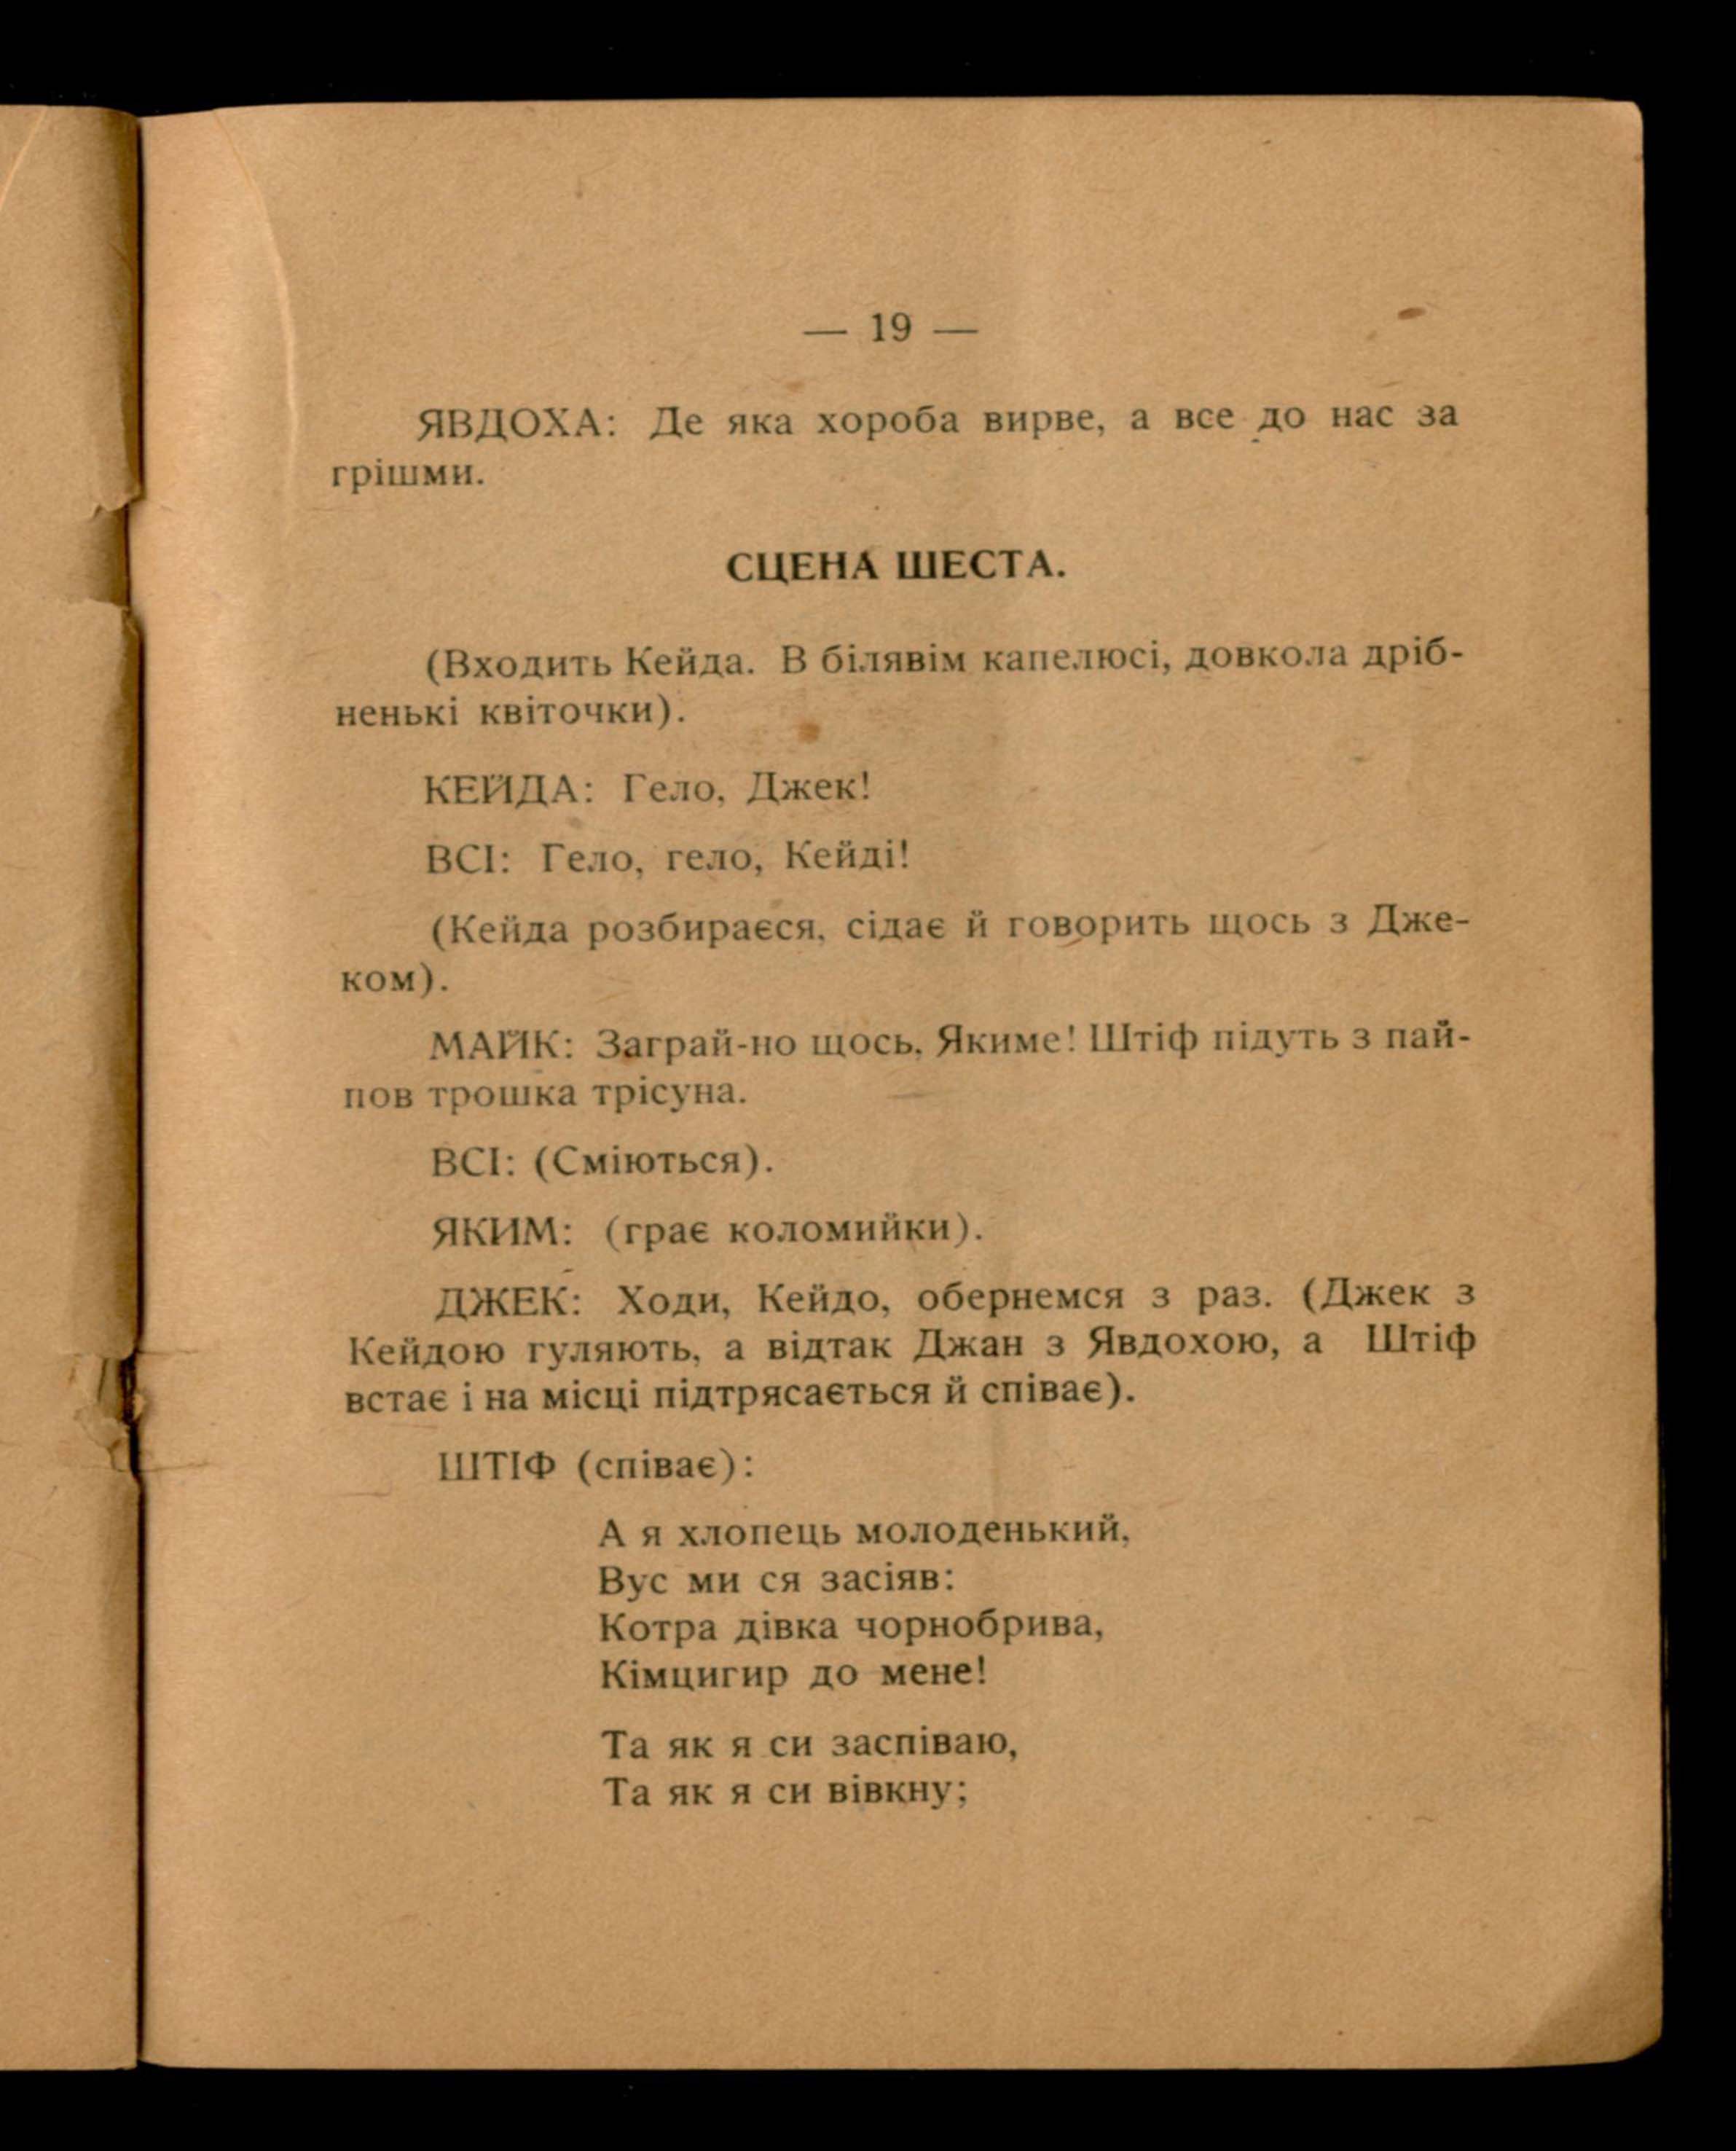 — 19 —
ЯВДОХА: Де яка хороба вирве, а все до нас за
грішми.
СЦЕНА ШЕСТА.
(Входить Кейда. В білявім капелюсі, довкола дріб-
ненькі квіточки).
КЕЙДА: Гело, Джек!
ВСІ: Гело, гело, Кейді!
(Кейда розбираєся, сідає й говорить щось з Дже-
ком).
МАЙК: Заграй-но щось, Якиме! Штіф підуть з пай-
пов трошка трісуна.
ВСІ: (Сміються).
ЯКИМ: (грає коломийки).
ДЖЕК: Ходи, Кейдо, обернемся з раз. (Джек з
Кейдою гуляють, а відтак Джан з Явдохою, а Штіф
встає і на місці підтрясається й співає).
ШТІФ (співає):
А я хлопець молоденький,
Вус ми ся засіяв:
Котра дівка чорнобрива,
Кімцигир до мене!
Та як я си заспіваю,
Та як я си вівкну;